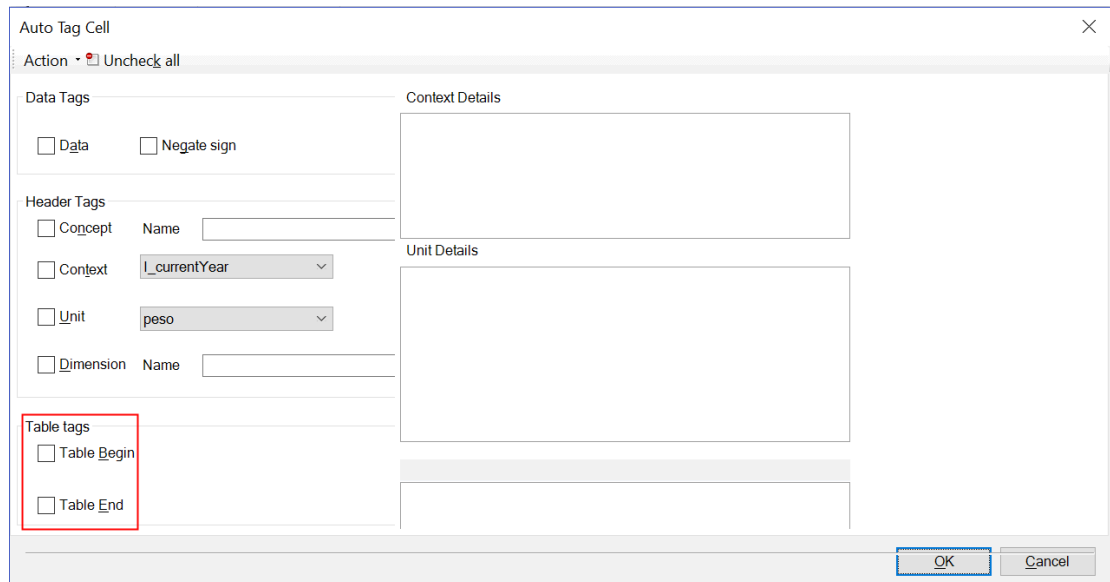 Auto Tag Cell
Action Uncheck all
Data Tags
Data Negate sign
Header Tags
Concept Name
Context I_currentYear
Unit peso
Dimension Name
Table tags
Table Begin
Table End
Context Details
Unit Details
OK Cancel